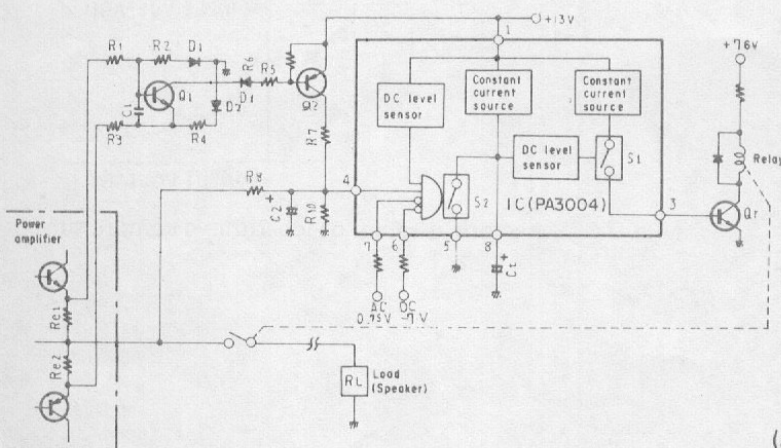 +13V
1
+76V
R1
R2
D1
R6
R5
Q1
C1
D2
D1
Q2
R3
R4
R7
DC level
sensor
Constant
current
source
Constant
current
source
DC level
sensor
S1
Relay
R8
4
S2
IC(PA3004)
3
C2
+
R10
7
6
5
8
+
Power
amplifier
AC
0.75V
DC
-7V
Re1
Re2
RL
Load
(Speaker)
(